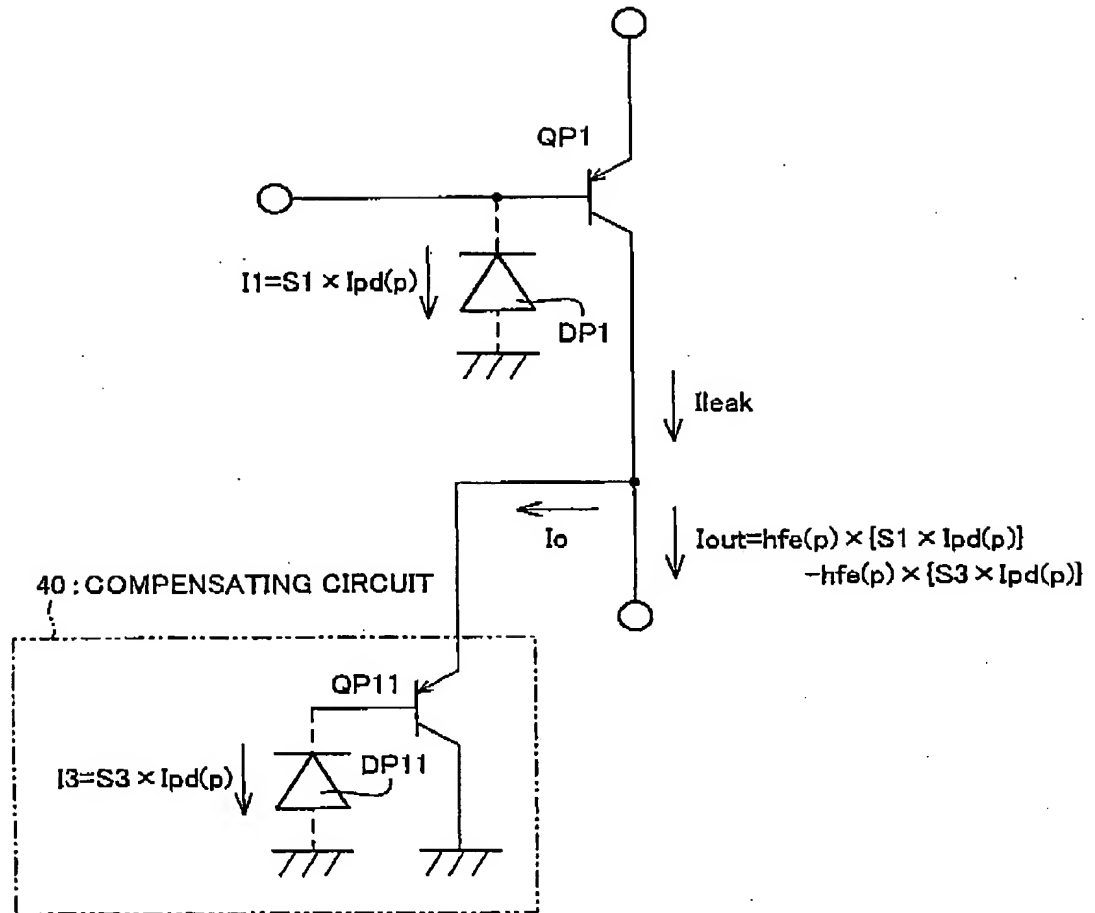 QP1
I1=S1×Ipd(p)
DP1
Ileak
Io
Iout=hfe(p)×{S1×Ipd(p)}
-hfe(p)×{S3×Ipd(p)}
40:COMPENSATING CIRCUIT
QP11
I3=S3×Ipd(p)
DP11